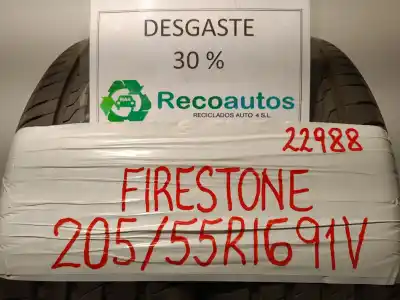 DESGASTE
30 %
Recoautos
RECICLADOS AUTO 4 S.L.
22988
FIRESTONE
205/55R1691V